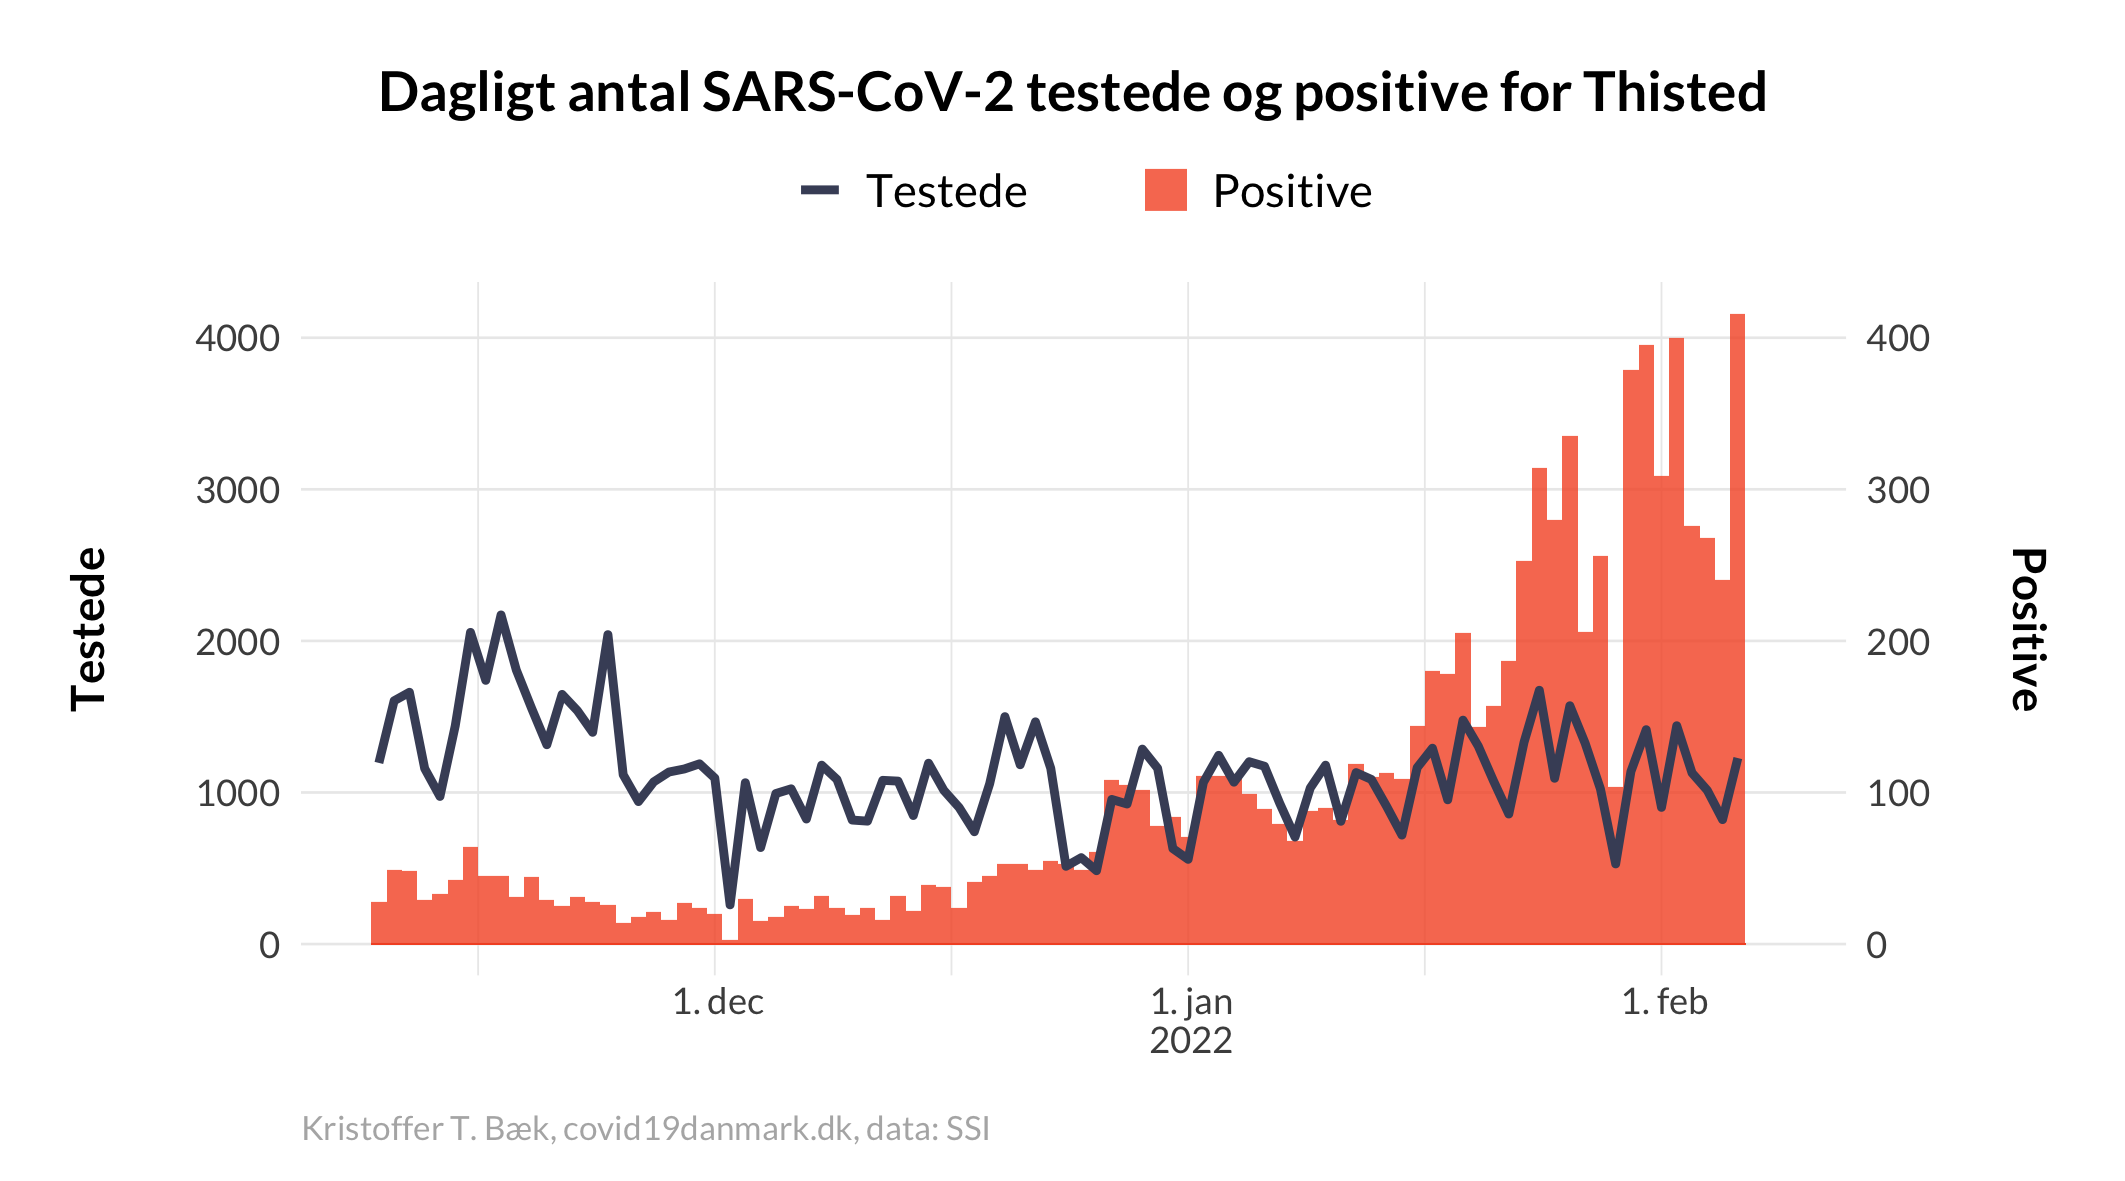 Dagligt antal SARS-CoV-2 testede og positive for Thisted
Testede
Positive
4000
3000
2000
1000
0
400
300
200
100
0
Testede
Positive
1. dec
1. jan
2022
1. feb
Kristoffer T. Bæk, covid19danmark.dk, data: SSI